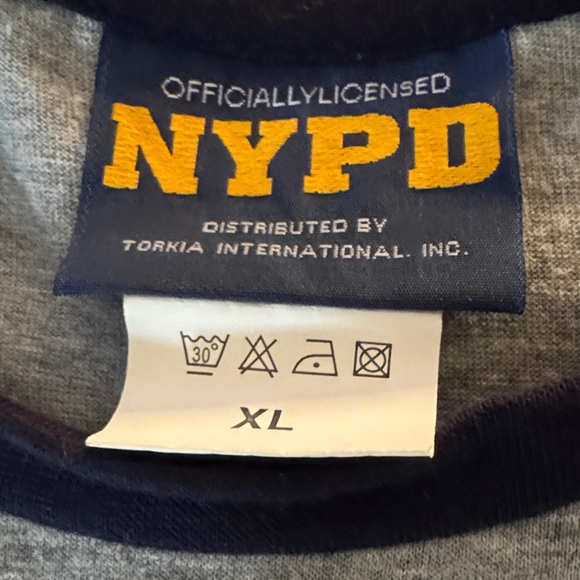 OFFICIALLYLICENSED
NYPD
DISTRIBUTED BY
TORKIA INTERNATIONAL. INC.
30°
XL